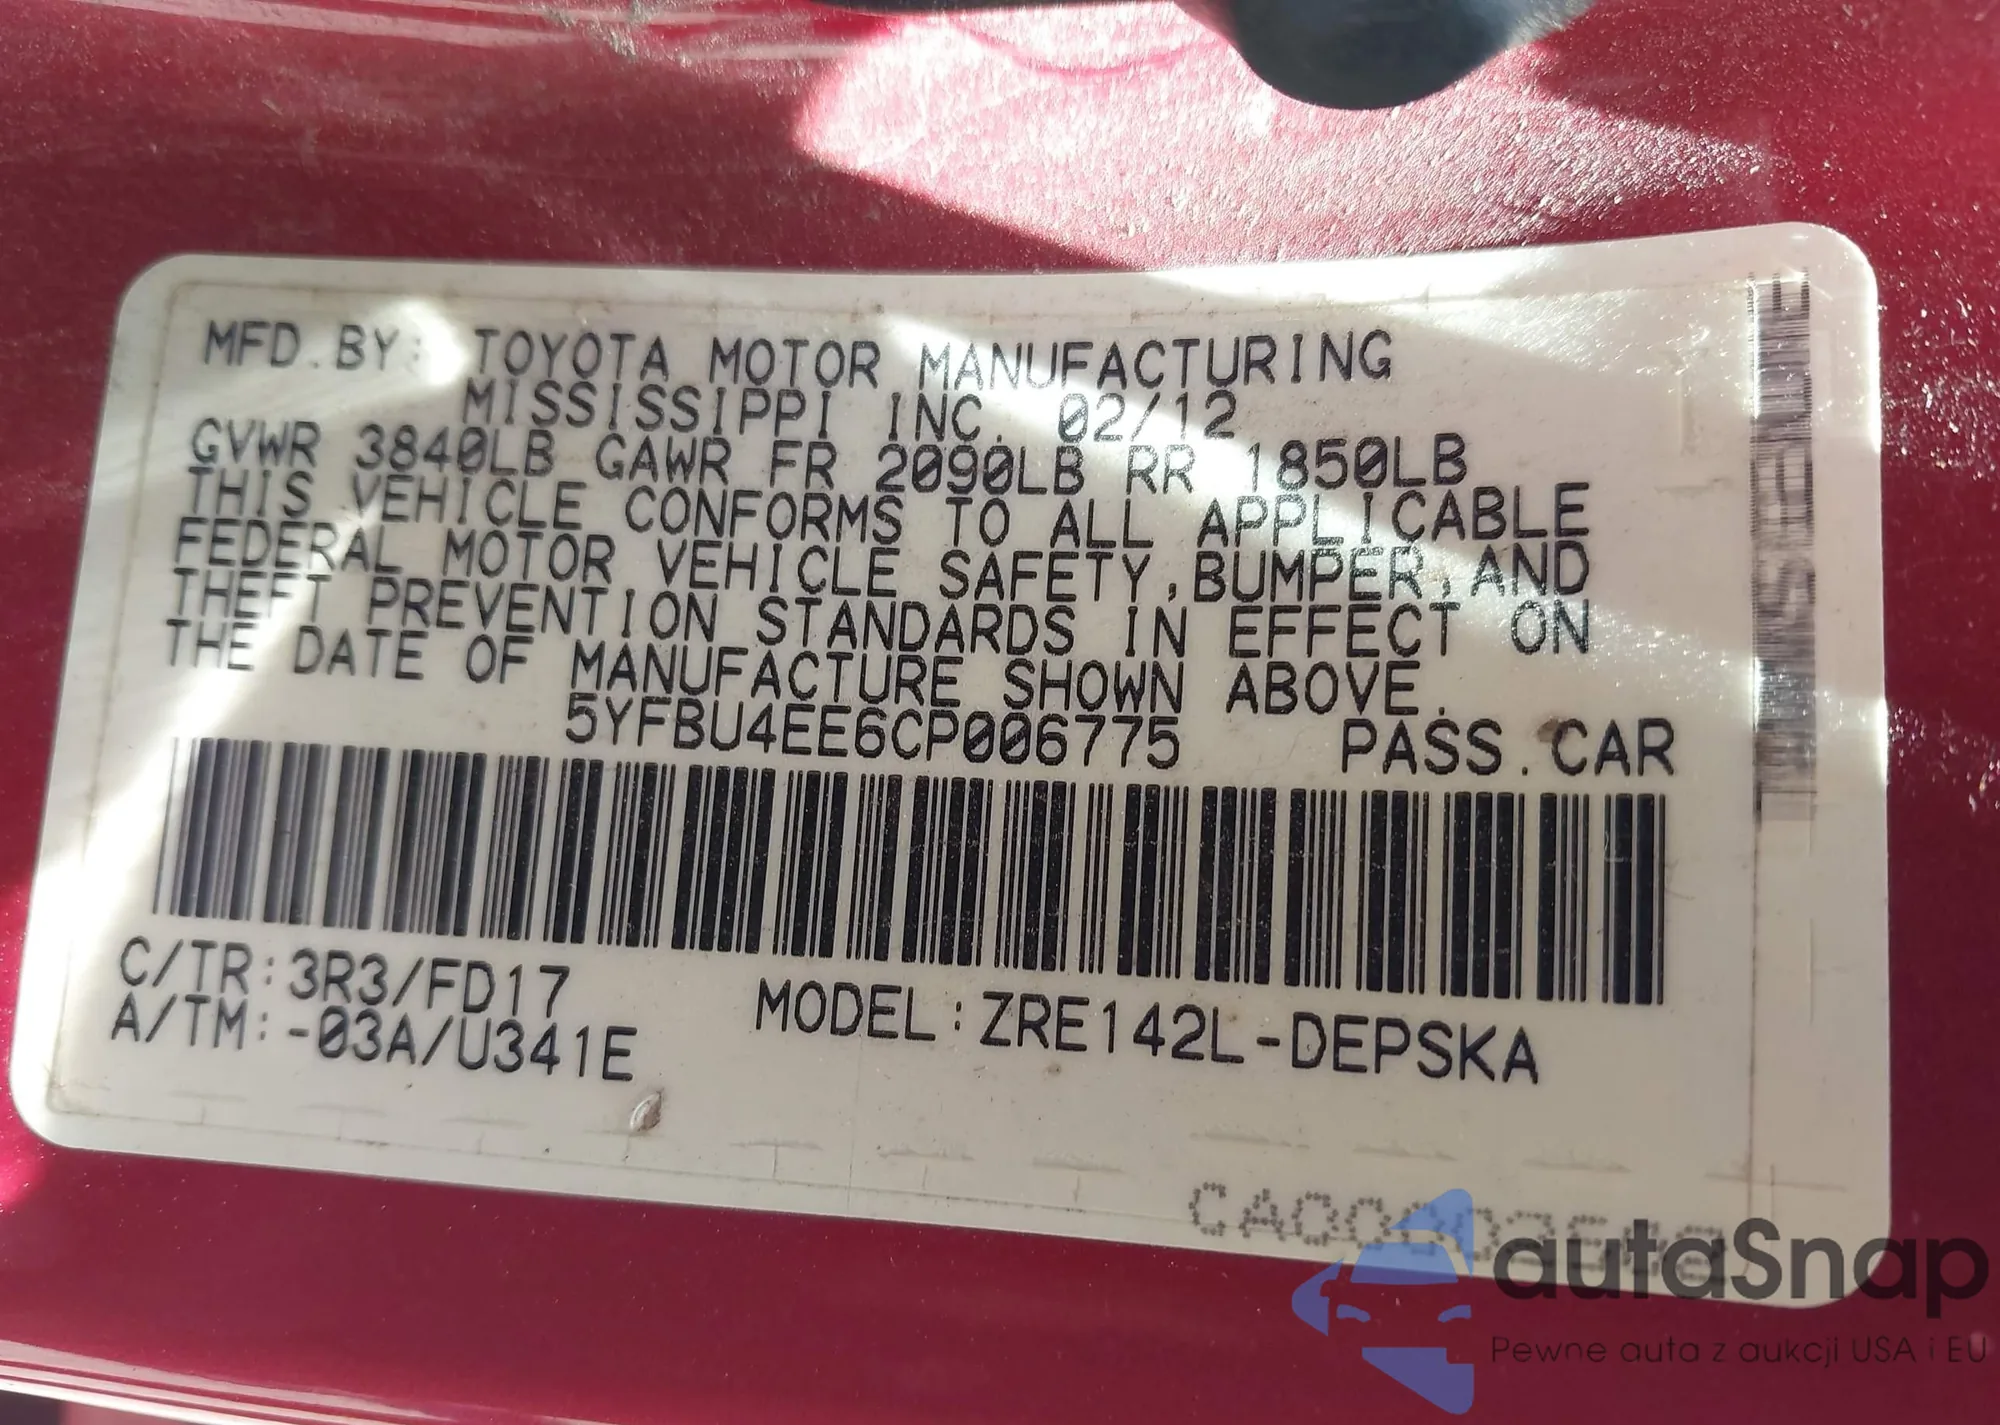 MFD.BY: TOYOTA MOTOR MANUFACTURING
MISSISSIPPI INC. 02/12
GVWR 3840LB GAWR FR 2090LB RR 1850LB
THIS VEHICLE CONFORMS TO ALL APPLICABLE
FEDERAL MOTOR VEHICLE SAFETY,BUMPER,AND
THEFT PREVENTION STANDARDS IN EFFECT ON
THE DATE OF MANUFACTURE SHOWN ABOVE.
5YFBU4EE6CP006775 PASS.CAR
C/TR:3R3/FD17
A/TM:-03A/U341E
MODEL:ZRE142L-DEPSKA
autaSnap
Pewne auta z aukcji USA i EU